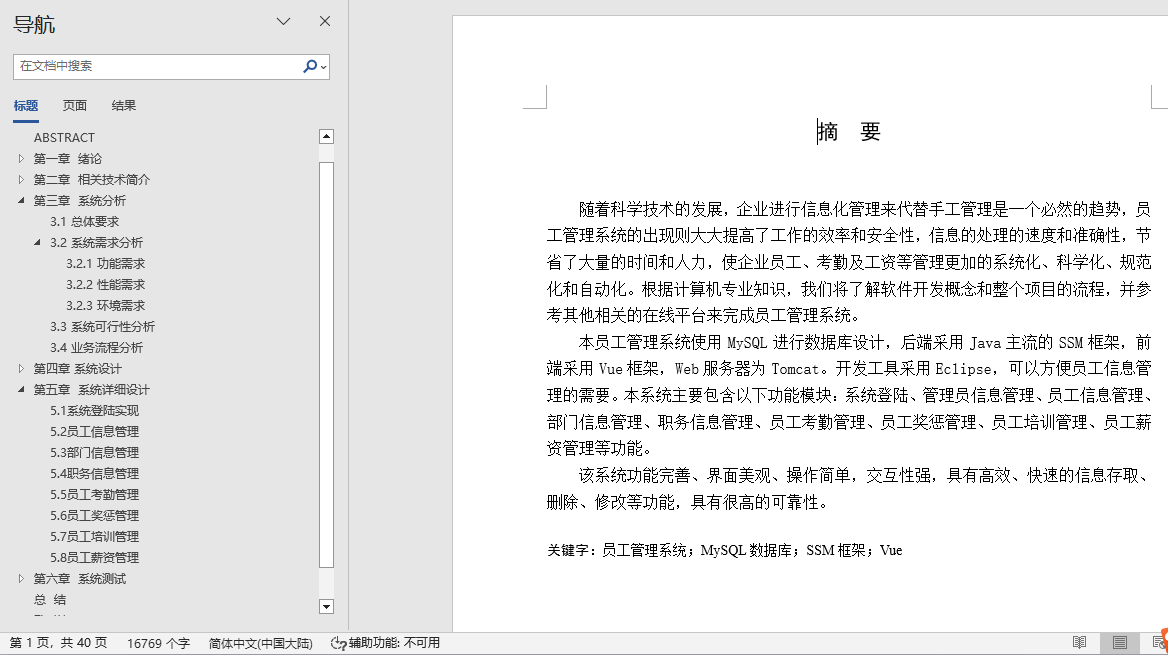 导航
在文档中搜索
标题 页面 结果
ABSTRACT
第一章 绪论
第二章 相关技术简介
第三章 系统分析
3.1 总体要求
3.2 系统需求分析
3.2.1 功能需求
3.2.2 性能需求
3.2.3 环境需求
3.3 系统可行性分析
3.4 业务流程分析
第四章 系统设计
第五章 系统详细设计
5.1系统登陆实现
5.2员工信息管理
5.3部门信息管理
5.4职务信息管理
5.5员工考勤管理
5.6员工奖惩管理
5.7员工培训管理
5.8员工薪资管理
第六章 系统测试
总 结
摘 要
随着科学技术的发展，企业进行信息化管理来代替手工管理是一个必然的趋势，员
工管理系统的出现则大大提高了工作的效率和安全性，信息的处理的速度和准确性，节
省了大量的时间和人力，使企业员工、考勤及工资等管理更加的系统化、科学化、规范
化和自动化。根据计算机专业知识，我们将了解软件开发概念和整个项目的流程，并参
考其他相关的在线平台来完成员工管理系统。
本员工管理系统使用 MySQL 进行数据库设计，后端采用 Java 主流的 SSM 框架，前
端采用 Vue 框架，Web 服务器为 Tomcat。开发工具采用 Eclipse，可以方便员工信息管
理的需要。本系统主要包含以下功能模块：系统登陆、管理员信息管理、员工信息管理、
部门信息管理、职务信息管理、员工考勤管理、员工奖惩管理、员工培训管理、员工薪
资管理等功能。
该系统功能完善、界面美观、操作简单，交互性强，具有高效、快速的信息存取、
删除、修改等功能，具有很高的可靠性。
关键字：员工管理系统；MySQL 数据库；SSM 框架；Vue
第 1 页，共 40 页 16769 个字 简体中文(中国大陆) 辅助功能: 不可用